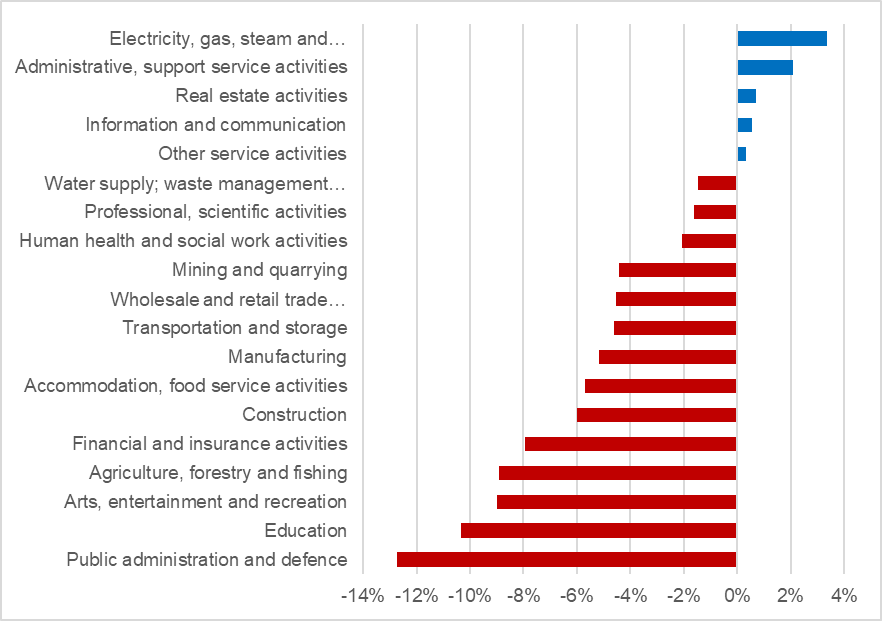 Electricity, gas, steam and…
Administrative, support service activities
Real estate activities
Information and communication
Other service activities
Water supply; waste management…
Professional, scientific activities
Human health and social work activities
Mining and quarrying
Wholesale and retail trade…
Transportation and storage
Manufacturing
Accommodation, food service activities
Construction
Financial and insurance activities
Agriculture, forestry and fishing
Arts, entertainment and recreation
Education
Public administration and defence
-14% -12% -10% -8% -6% -4% -2% 0% 2% 4%